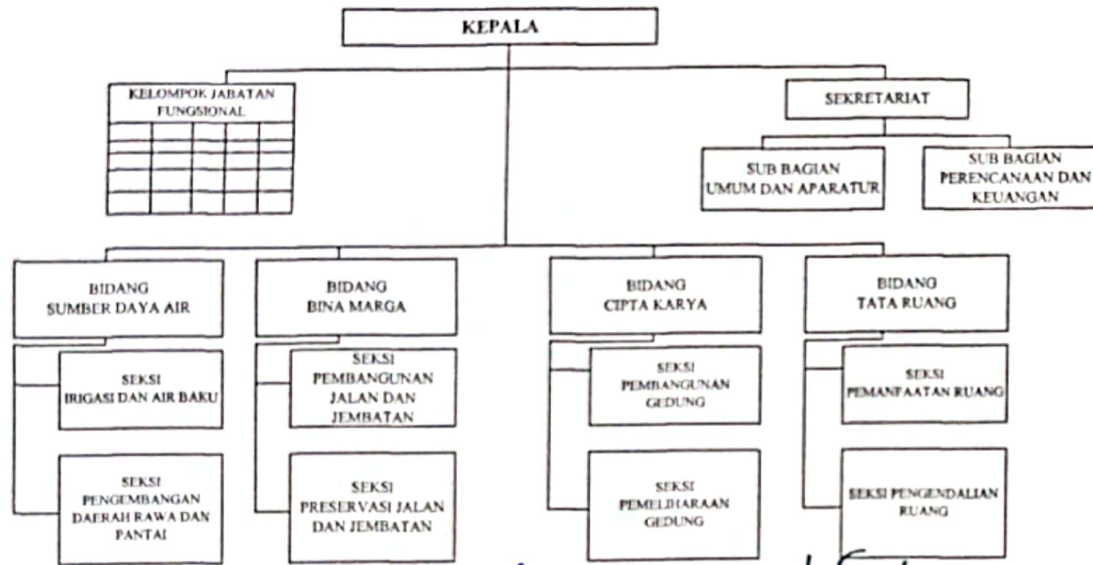 KEPALA
KELOMPOK JABATAN
FUNGSIONAL
SEKRETARIAT
SUB BAGIAN
UMUM DAN APARATUR
SUB BAGIAN
PERENCANAAN DAN
KEUANGAN
BIDANG
SUMBER DAYA AIR
BIDANG
BINA MARGA
BIDANG
CIPTA KARYA
BIDANG
TATA RUANG
SEKSI
IRIGASI DAN AIR BAKU
SEKSI
PEMBANGUNAN
JALAN DAN
JEMBATAN
SEKSI
PEMBANGUNAN
GEDUNG
SEKSI
PEMANFAATAN RUANG
SEKSI
PENGEMBANGAN
DAERAH RAWA DAN
PANTAI
SEKSI
PRESERVASI JALAN
DAN JEMBATAN
SEKSI
PEMELIHARAAN
GEDUNG
SEKSI PENGENDALIAN
RUANG